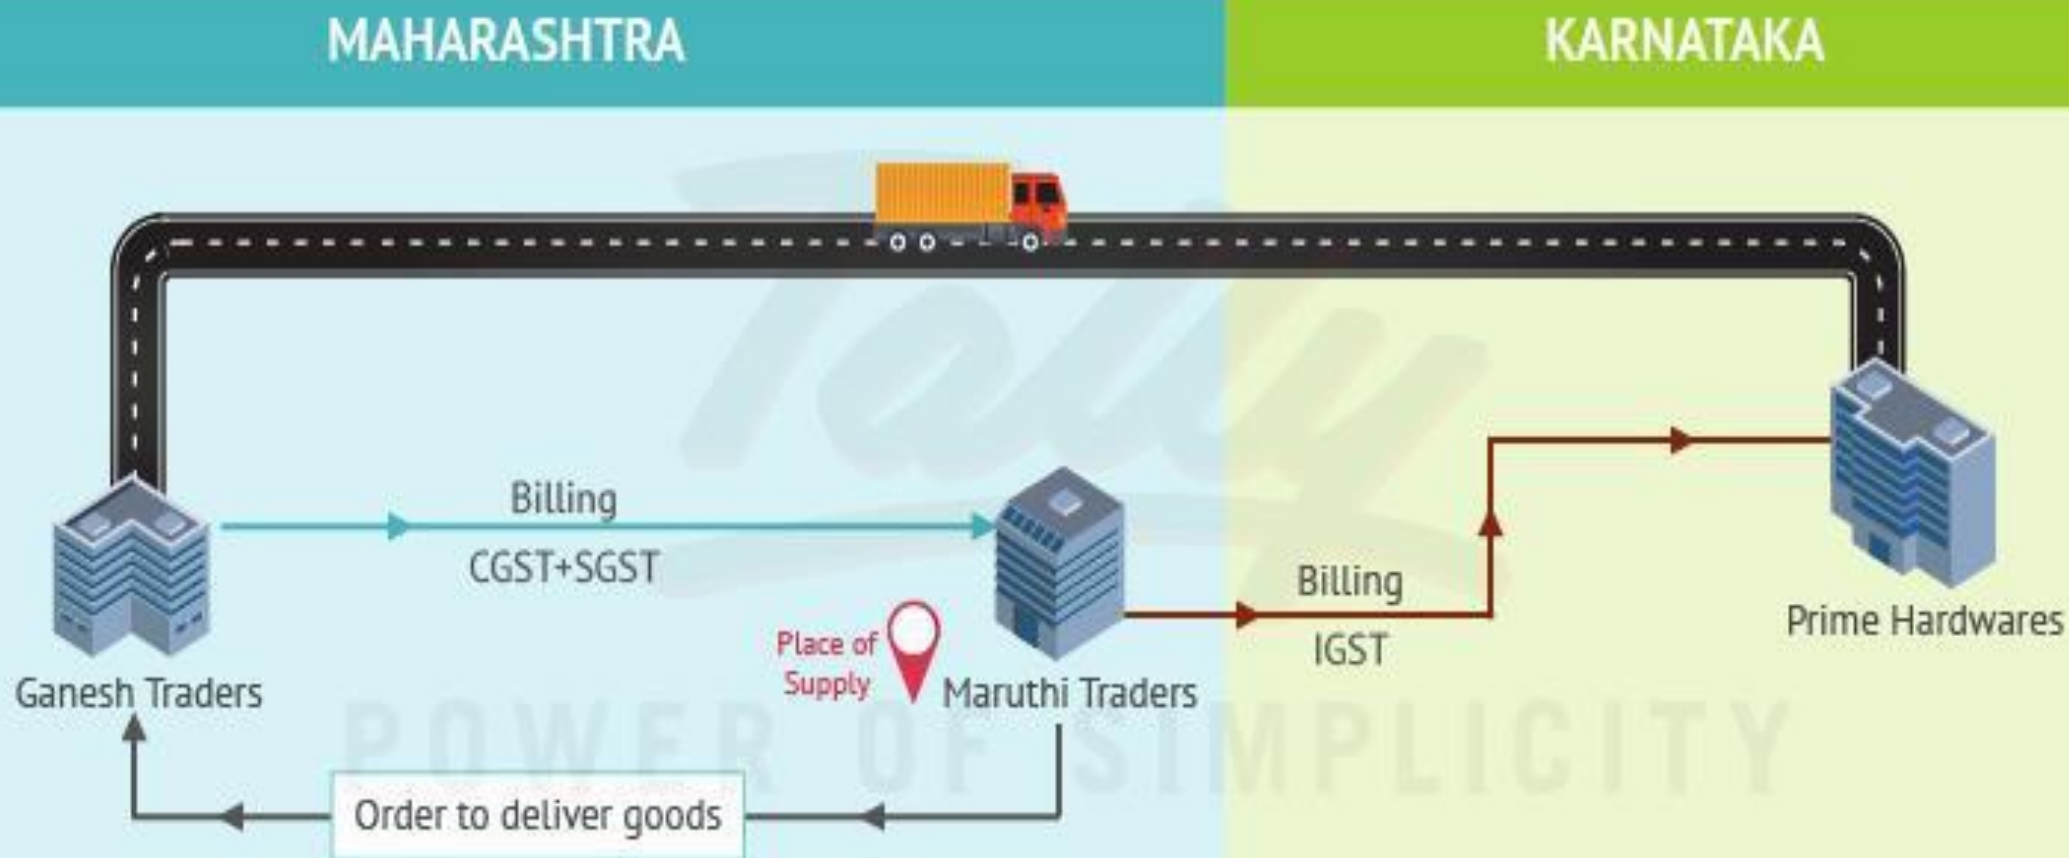 MAHARASHTRA
KARNATAKA
Billing
CGST+SGST
Billing
IGST
Place of
Supply
Ganesh Traders
Maruthi Traders
Prime Hardwares
Order to deliver goods
Tally
POWER OF SIMPLICITY